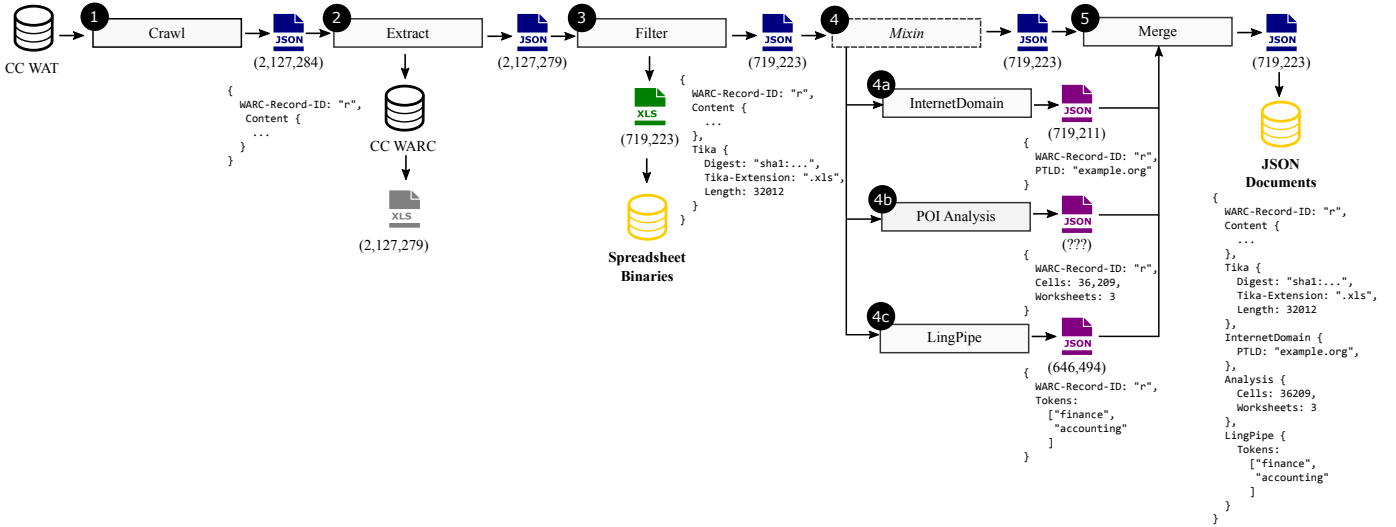 1
Crawl
CC WAT
JSON
(2,127,284)
{
WARC-Record-ID: "r",
Content {
...
}
}
2
Extract
CC WARC
XLS
(2,127,279)
JSON
(2,127,279)
3
Filter
XLS
(719,223)
Spreadsheet
Binaries
JSON
(719,223)
{
WARC-Record-ID: "r",
Content {
...
},
Tika {
Digest: "sha1:...",
Tika-Extension: ".xls",
Length: 32012
}
}
4
Mixin
JSON
(719,223)
4a
InternetDomain
JSON
(719,211)
{
WARC-Record-ID: "r",
PTLD: "example.org"
}
4b
POI Analysis
JSON
(???)
{
WARC-Record-ID: "r",
Cells: 36,209,
Worksheets: 3
}
4c
LingPipe
JSON
(646,494)
{
WARC-Record-ID: "r",
Tokens:
["finance",
"accounting"
]
}
5
Merge
JSON
(719,223)
JSON
Documents
{
WARC-Record-ID: "r",
Content {
...
},
Tika {
Digest: "sha1:...",
Tika-Extension: ".xls",
Length: 32012
},
InternetDomain {
PTLD: "example.org",
},
Analysis {
Cells: 36209,
Worksheets: 3
},
LingPipe {
Tokens:
["finance",
"accounting"
]
}
}